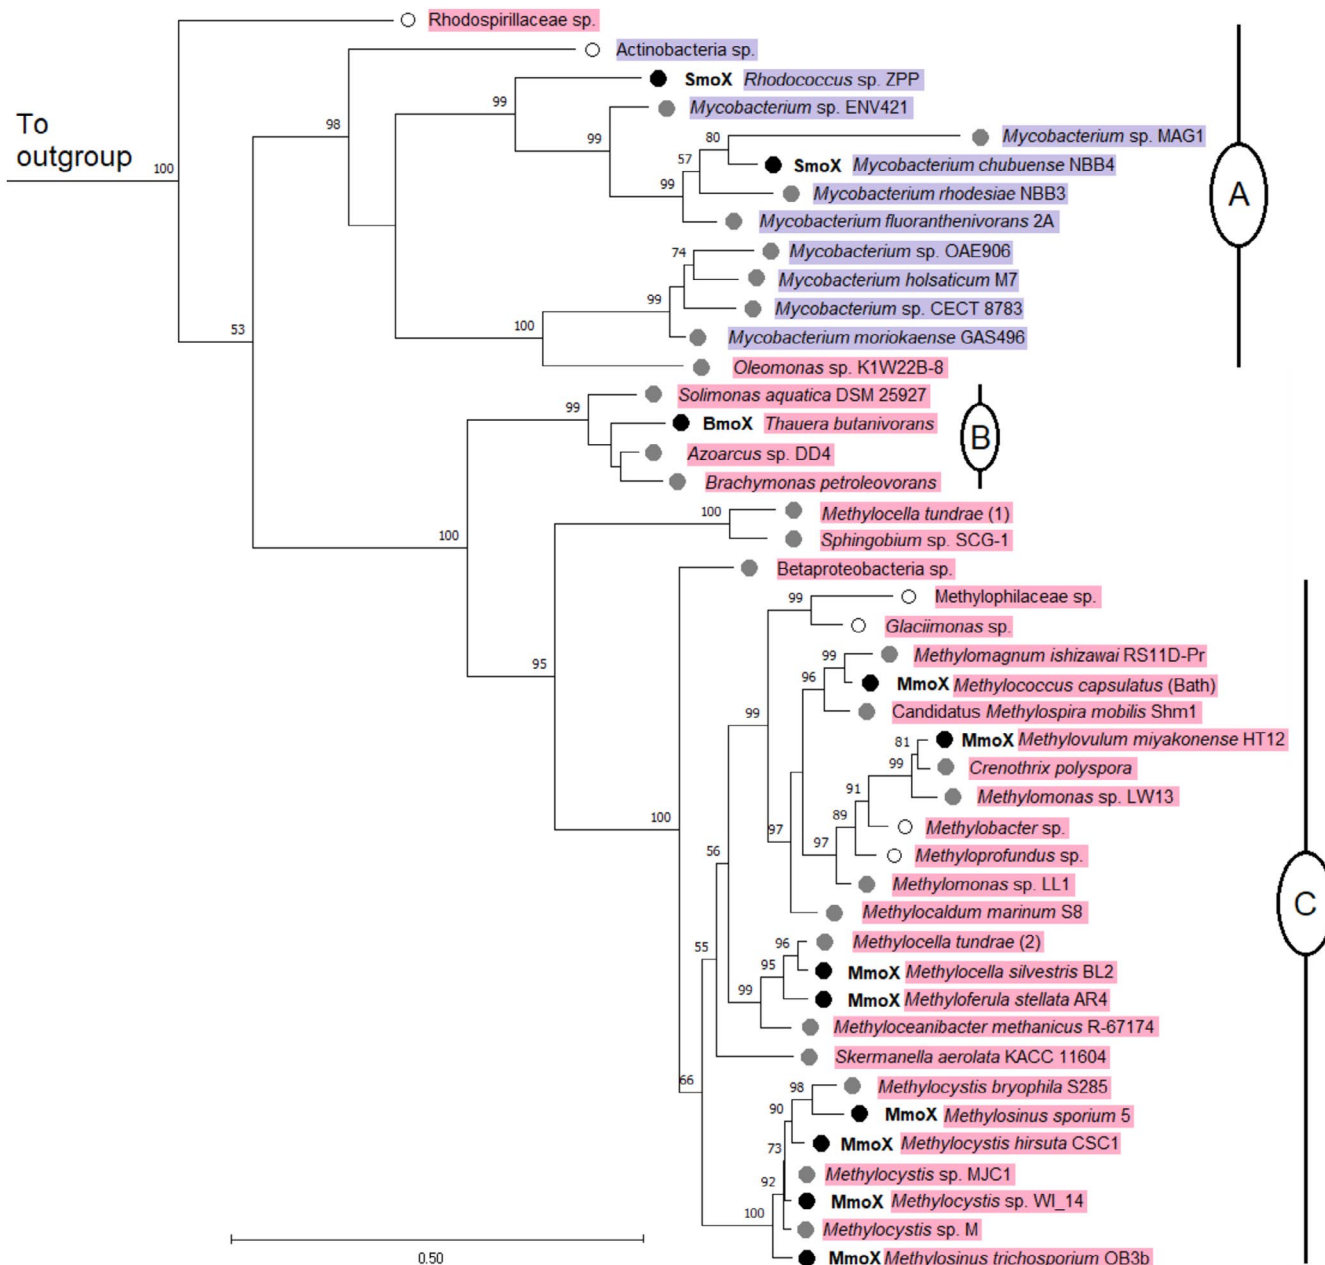 Rhodospirillaceae sp.
Actinobacteria sp.
SmoX Rhodococcus sp. ZPP
99
Mycobacterium sp. ENV421
To
outgroup
98
99
80
Mycobacterium sp. MAG1
100
57
SmoX Mycobacterium chubuense NBB4
99
Mycobacterium rhodesiae NBB3
A
Mycobacterium fluoranthenivorans 2A
74
Mycobacterium sp. OAE906
Mycobacterium holsaticum M7
99
Mycobacterium sp. CECT 8783
53
100
Mycobacterium moriokaense GAS496
Oleomonas sp. K1W22B-8
99
Solimonas aquatica DSM 25927
BmoX Thauera butanivorans
B
Azoarcus sp. DD4
Brachymonas petroleovorans
100
100
Methylocella tundrae (1)
Sphingobium sp. SCG-1
Betaproteobacteria sp.
99
Methylophilaceae sp.
Glaciimonas sp.
95
99
Methylomagnum ishizawai RS11D-Pr
96
MmoX Methylococcus capsulatus (Bath)
99
Candidatus Methylospira mobilis Shm1
81
MmoX Methylovulum miyakonense HT12
99
Crenothrix polyspora
91
Methylomonas sp. LW13
100
89
Methylobacter sp.
97
97
Methyloprofundus sp.
56
Methylomonas sp. LL1
C
Methylocaldum marinum S8
55
96
Methylocella tundrae (2)
95
MmoX Methylocella silvestris BL2
99
MmoX Methyloferula stellata AR4
Methyloceanibacter methanicus R-67174
Skermanella aerolata KACC 11604
66
98
Methylocystis bryophila S285
90
MmoX Methylosinus sporium 5
73
MmoX Methylocystis hirsuta CSC1
Methylocystis sp. MJC1
92
MmoX Methylocystis sp. WI_14
100
Methylocystis sp. M
0.50
MmoX Methylosinus trichosporium OB3b